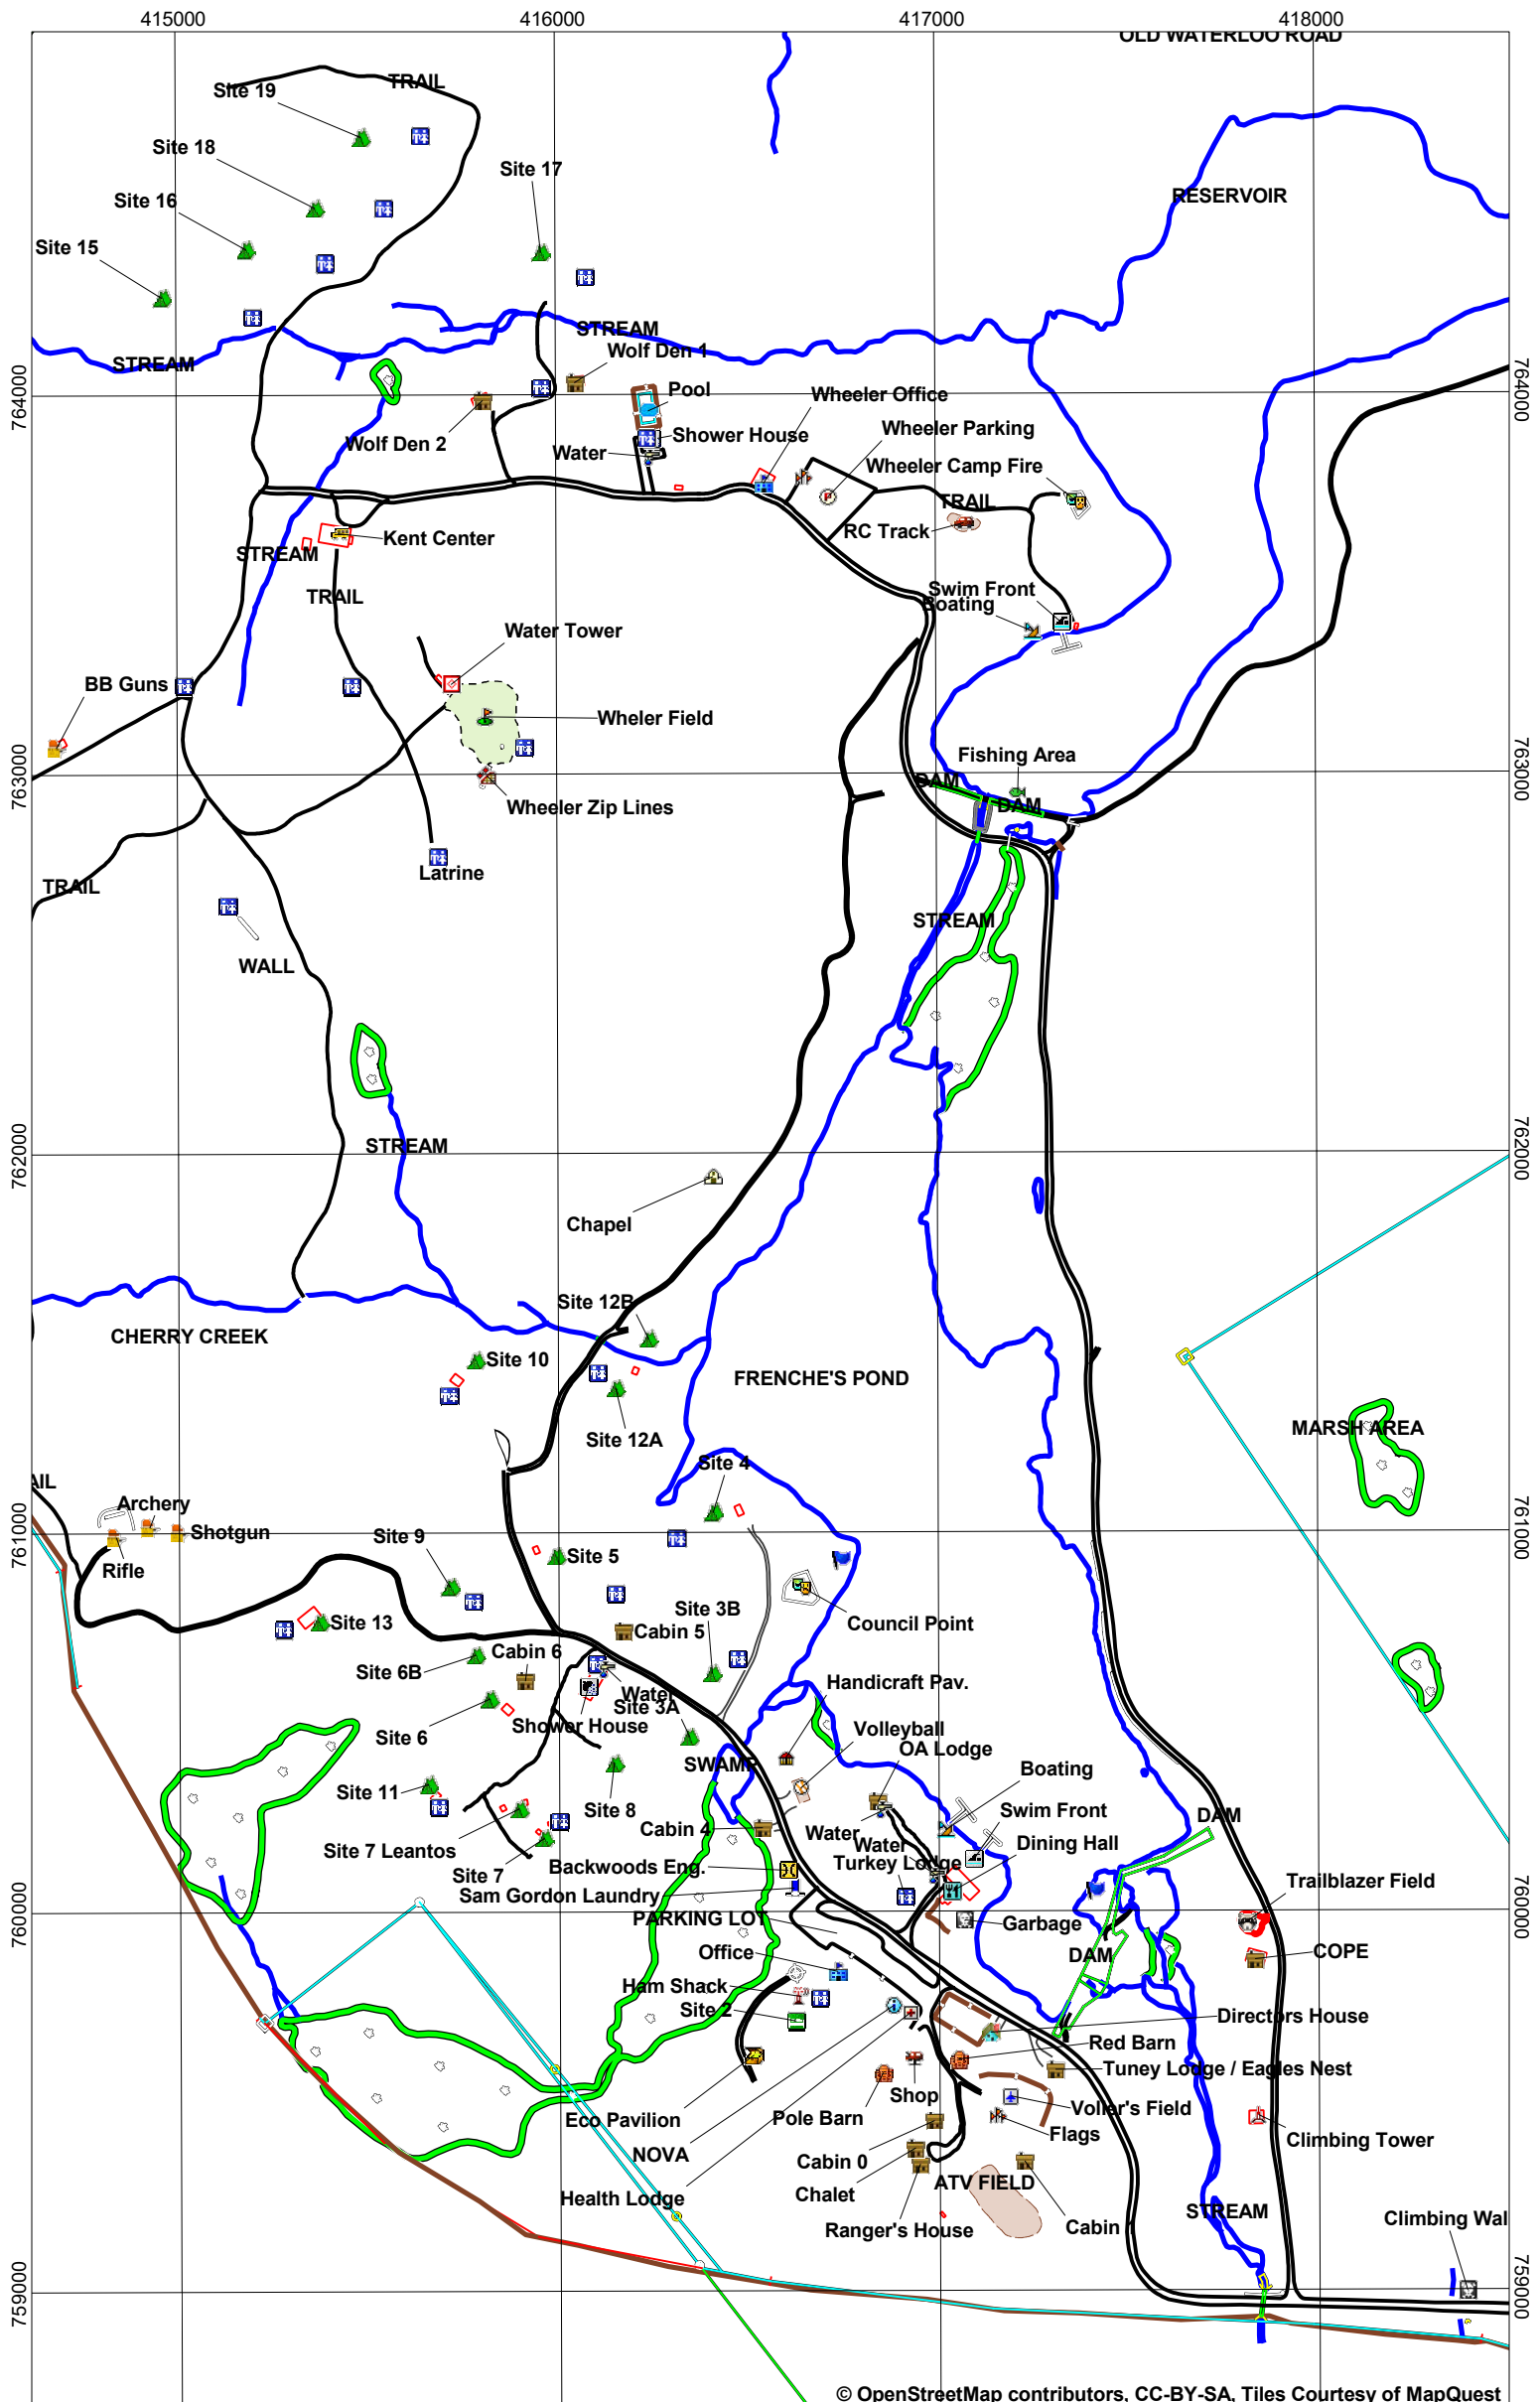 415000
416000
417000
418000
OLD WATERLOO ROAD
TRAIL
Site 19
Site 18
Site 17
Site 16
RESERVOIR
Site 15
STREAM
Wolf Den 1
STREAM
Pool
Wheeler Office
764000
764000
Wheeler Parking
Shower House
Wolf Den 2
Water
Wheeler Camp Fire
TRAIL
RC Track
Kent Center
STREAM
Swim Front
TRAIL
Boating
Water Tower
BB Guns
Wheler Field
763000
763000
Fishing Area
DAM
DAM
Wheeler Zip Lines
Latrine
TRAIL
STREAM
WALL
762000
762000
STREAM
Chapel
Site 12B
CHERRY CREEK
Site 10
FRENCHE'S POND
MARSH AREA
Site 12A
Site 4
AIL
Archery
761000
761000
Shotgun
Site 9
Site 5
Rifle
Site 3B
Site 13
Cabin 5
Council Point
Cabin 6
Site 6B
Handicraft Pav.
Water
Site 3A
Shower House
Volleyball
Site 6
OA Lodge
SWAMP
Boating
Site 11
Site 8
Swim Front
DAM
Cabin 4
Water
Water
Dining Hall
Site 7 Leantos
Turkey Lodge
Site 7
Backwoods Eng.
Trailblazer Field
Sam Gordon Laundry
760000
760000
PARKING LOT
Garbage
Office
DAM
COPE
Ham Shack
Site 2
Directors House
Red Barn
Tuney Lodge / Eagles Nest
Shop
Voller's Field
Eco Pavilion
Pole Barn
Flags
Climbing Tower
NOVA
Cabin 0
ATV FIELD
Chalet
Health Lodge
STREAM
Climbing Wal
Ranger's House
Cabin
759000
759000
© OpenStreetMap contributors, CC-BY-SA, Tiles Courtesy of MapQuest